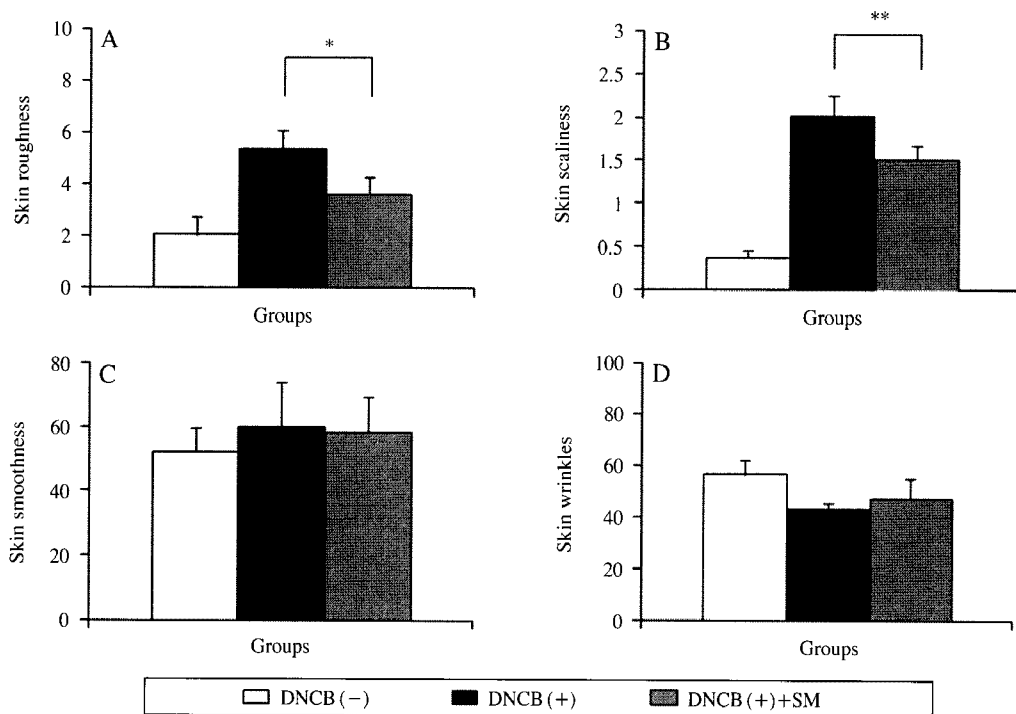 A
*
10
8
6
4
2
0
Skin roughness
Groups
B
**
3
2.5
2
1.5
1
0.5
0
Skin scaliness
Groups
C
80
60
40
20
0
Skin smoothness
Groups
D
100
80
60
40
20
0
Skin wrinkles
Groups
DNCB (−) DNCB (+) DNCB (+)+SM